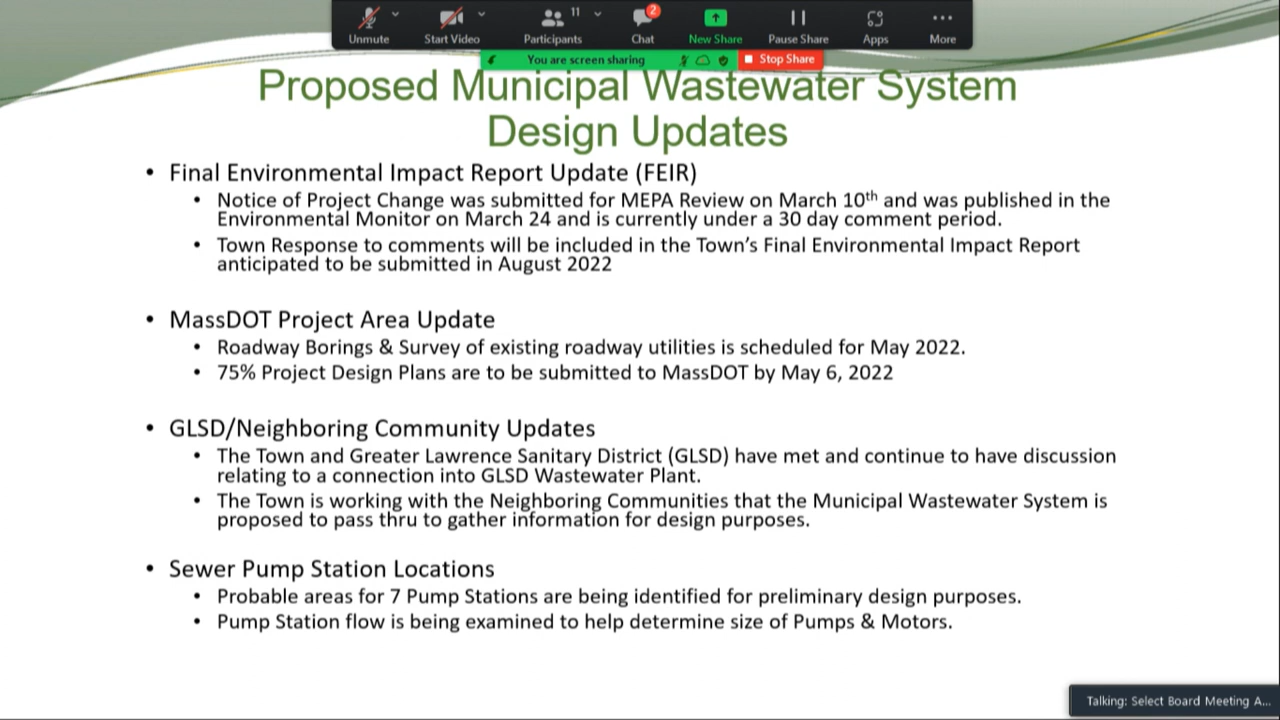 Unmute
Start Video
11
Participants
2
Chat
New Share
Pause Share
Apps
More
You are screen sharing
Stop Share
Proposed Municipal Wastewater System
Design Updates
• Final Environmental Impact Report Update (FEIR)
• Notice of Project Change was submitted for MEPA Review on March 10th and was published in the
Environmental Monitor on March 24 and is currently under a 30 day comment period.
• Town Response to comments will be included in the Town's Final Environmental Impact Report
anticipated to be submitted in August 2022
• MassDOT Project Area Update
• Roadway Borings & Survey of existing roadway utilities is scheduled for May 2022.
• 75% Project Design Plans are to be submitted to MassDOT by May 6, 2022
• GLSD/Neighboring Community Updates
• The Town and Greater Lawrence Sanitary District (GLSD) have met and continue to have discussion
relating to a connection into GLSD Wastewater Plant.
• The Town is working with the Neighboring Communities that the Municipal Wastewater System is
proposed to pass thru to gather information for design purposes.
• Sewer Pump Station Locations
• Probable areas for 7 Pump Stations are being identified for preliminary design purposes.
• Pump Station flow is being examined to help determine size of Pumps & Motors.
Talking: Select Board Meeting A...